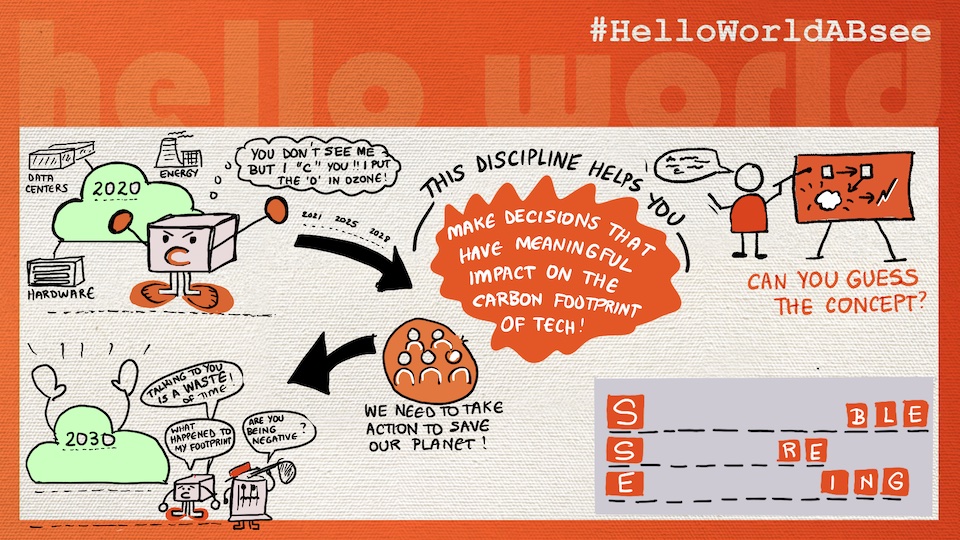 #HelloWorldABsee
hello world
DATA
CENTERS
2020
ENERGY
HARDWARE
YOU DON'T SEE ME
BUT I "C" YOU!! I PUT
THE 'O' IN OZONE!
C
2021 2025 2028
THIS DISCIPLINE HELPS YOU
MAKE DECISIONS THAT
HAVE MEANINGFUL
IMPACT ON THE
CARBON FOOTPRINT
OF TECH!
CAN YOU GUESS
THE CONCEPT?
2030
TALKING TO YOU
IS A WASTE!
OF TIME
WHAT
HAPPENED TO
MY FOOTPRINT
ARE YOU
BEING
NEGATIVE?
WE NEED TO TAKE
ACTION TO SAVE
OUR PLANET!
S BLE
S RE
E ING